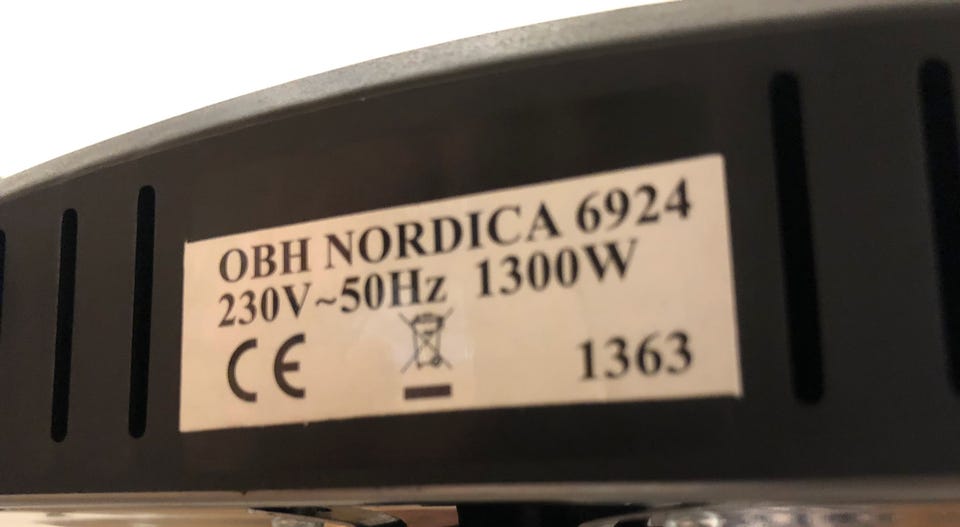 OBH NORDICA 6924
230V~50Hz 1300W
CE
1363